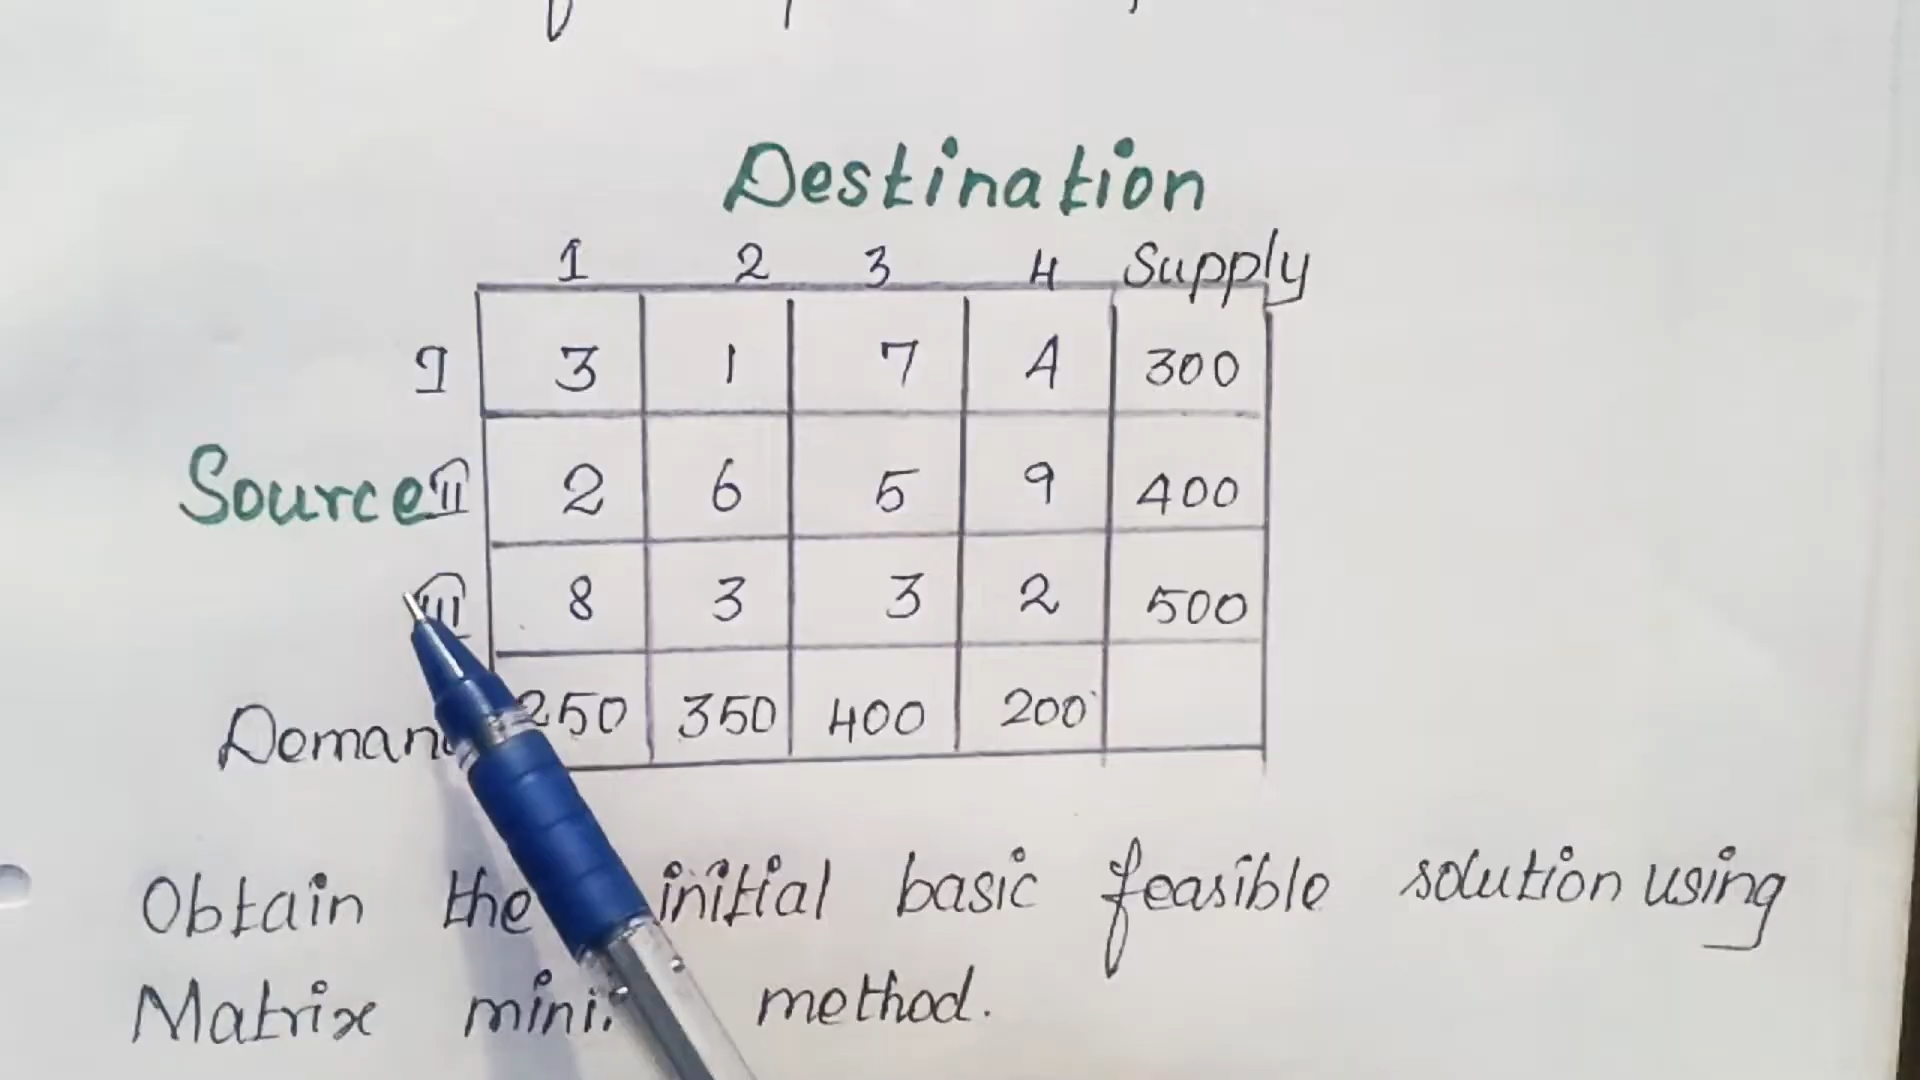 Destination
1 2 3 4 Supply
I 3 1 7 4 300
Source II 2 6 5 9 400
III 8 3 3 2 500
250 350 400 200
Obtain the initial basic feasible solution using
Matrix method.